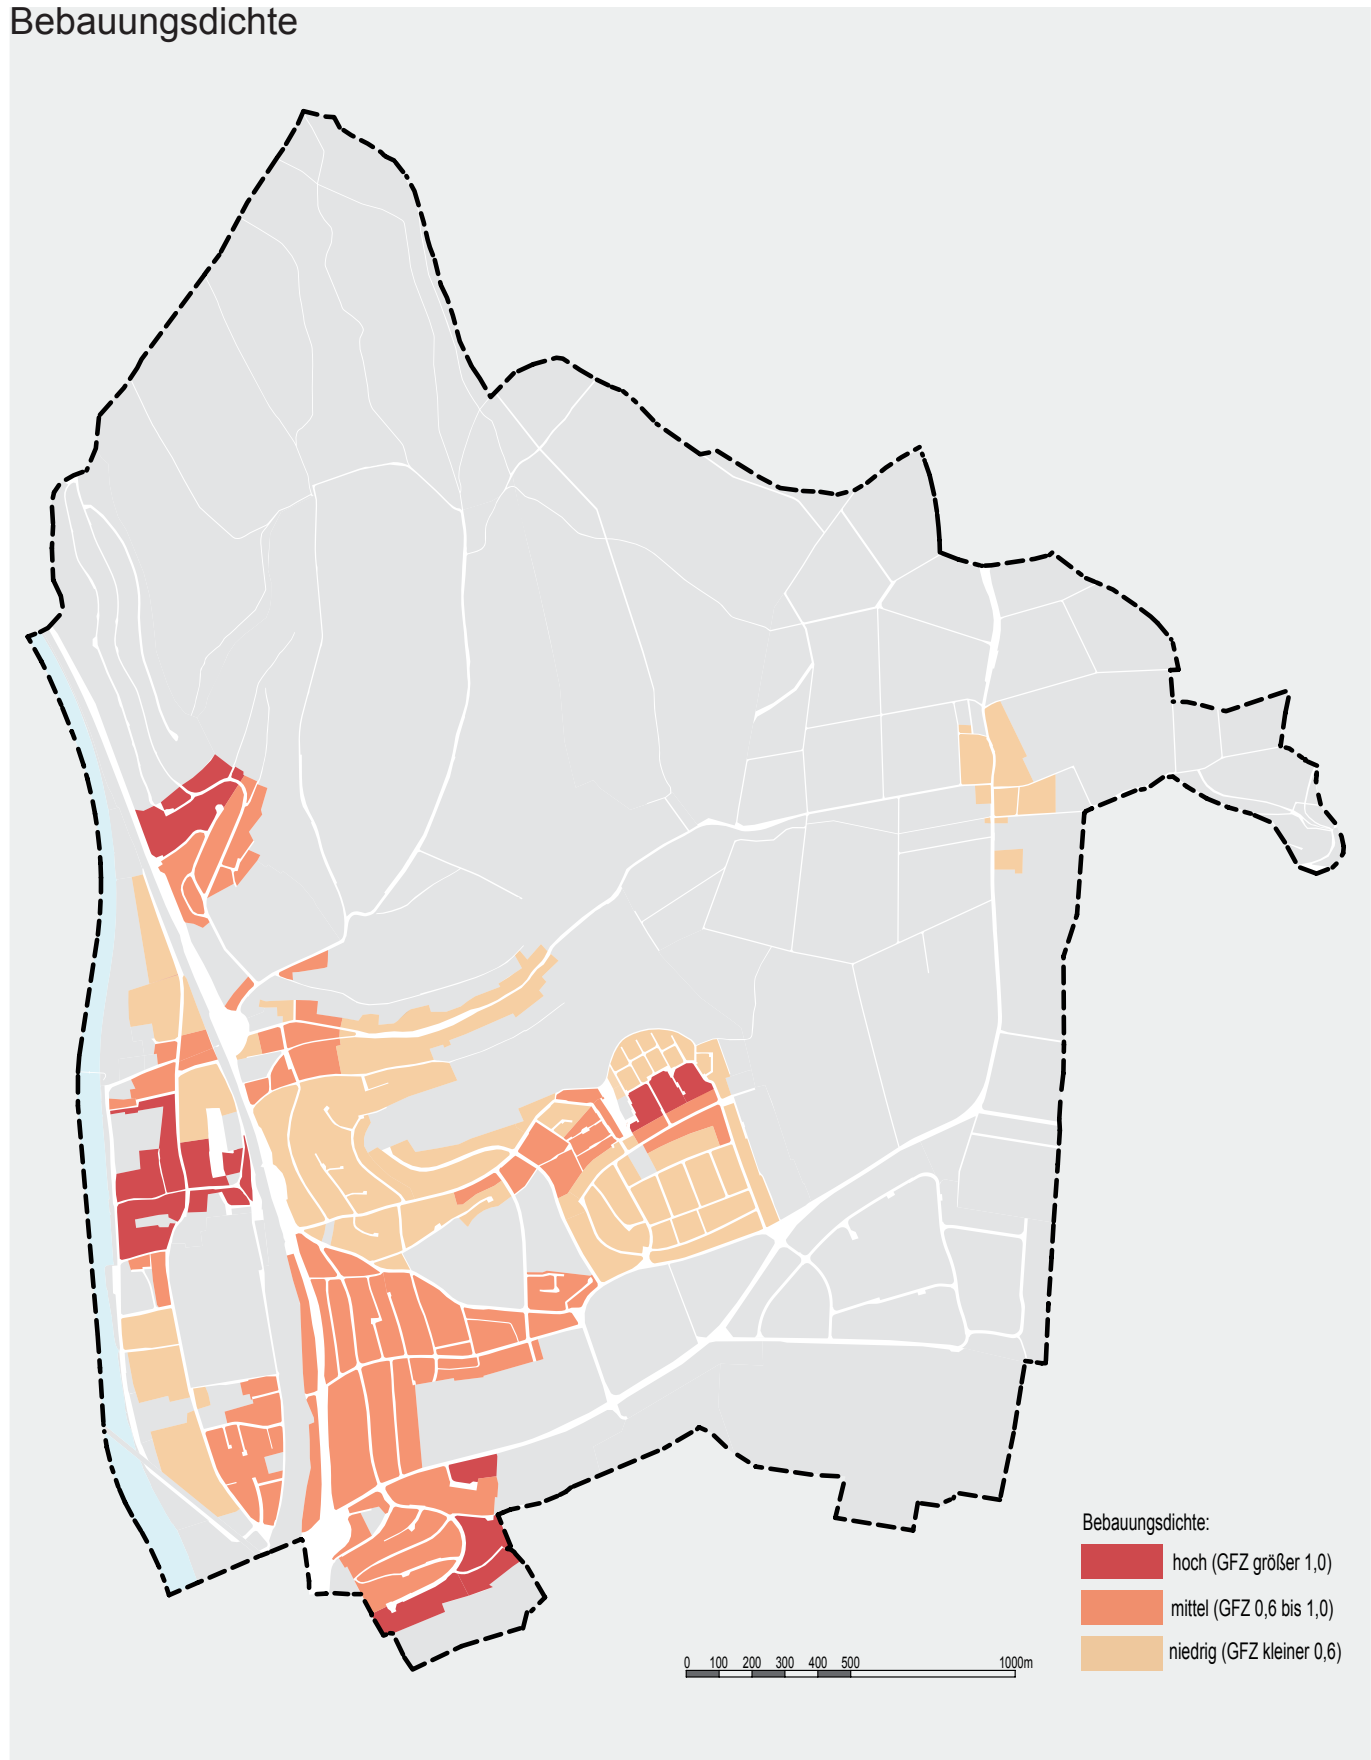 Bebauungsdichte
Bebauungsdichte:
hoch (GFZ größer 1,0)
mittel (GFZ 0,6 bis 1,0)
niedrig (GFZ kleiner 0,6)
0 100 200 300 400 500 1000m